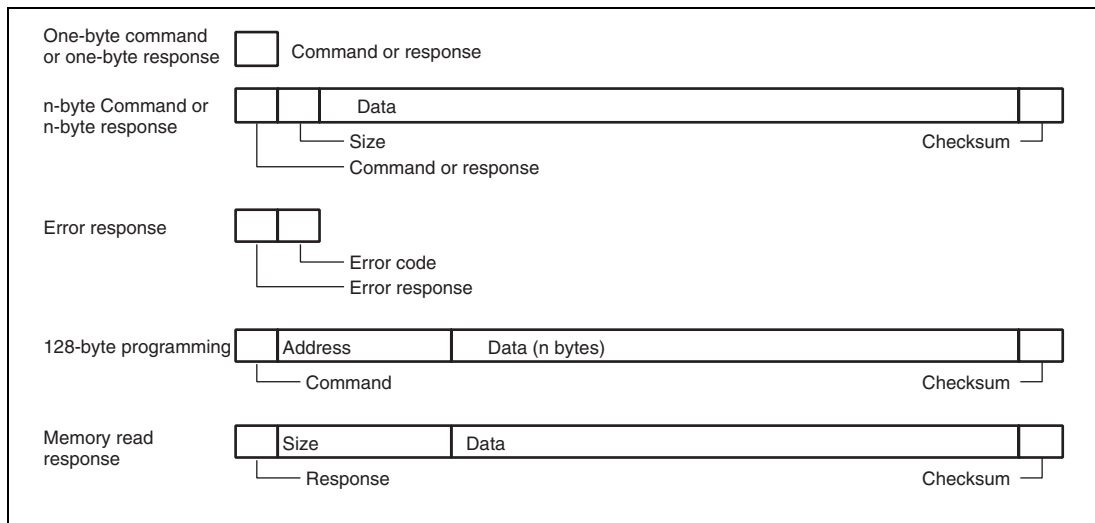 One-byte command
or one-byte response
Command or response
n-byte Command or
n-byte response
Data
Size
Checksum
Command or response
Error response
Error code
Error response
128-byte programming
Address
Data (n bytes)
Command
Checksum
Memory read
response
Size
Data
Response
Checksum